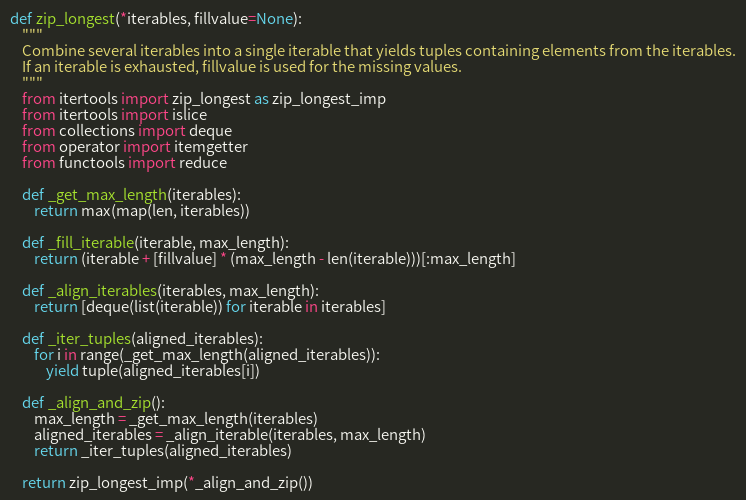 def zip_longest(*iterables, fillvalue=None):
    """
    Combine several iterables into a single iterable that yields tuples containing elements from the iterables.
    If an iterable is exhausted, fillvalue is used for the missing values.
    """
    from itertools import zip_longest as zip_longest_imp
    from itertools import islice
    from collections import deque
    from operator import itemgetter
    from functools import reduce

    def _get_max_length(iterables):
        return max(map(len, iterables))

    def _fill_iterable(iterable, max_length):
        return (iterable + [fillvalue] * (max_length - len(iterable)))[:max_length]

    def _align_iterables(iterables, max_length):
        return [deque(list(iterable)) for iterable in iterables]

    def _iter_tuples(aligned_iterables):
        for i in range(_get_max_length(aligned_iterables)):
            yield tuple(aligned_iterables[i])

    def _align_and_zip():
        max_length = _get_max_length(iterables)
        aligned_iterables = _align_iterable(iterables, max_length)
        return _iter_tuples(aligned_iterables)

    return zip_longest_imp(*_align_and_zip())